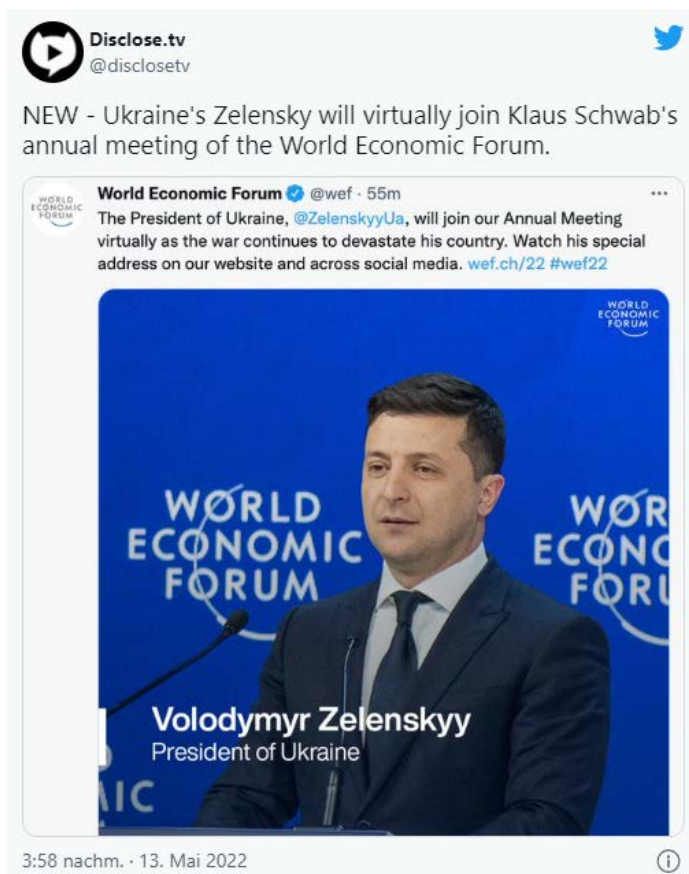 Disclose.tv
@disclosetv
NEW - Ukraine's Zelensky will virtually join Klaus Schwab's
annual meeting of the World Economic Forum.
WORLD
ECONOMIC
FORUM
World Economic Forum @wef · 55m
The President of Ukraine, @ZelenskyyUa, will join our Annual Meeting
virtually as the war continues to devastate his country. Watch his special
address on our website and across social media. wef.ch/22 #wef22
WORLD
ECONOMIC
FORUM
WORLD
ECONOMIC
FORUM
WOR
ECONO
FORU
Volodymyr Zelenskyy
President of Ukraine
MIC
3:58 nachm. · 13. Mai 2022